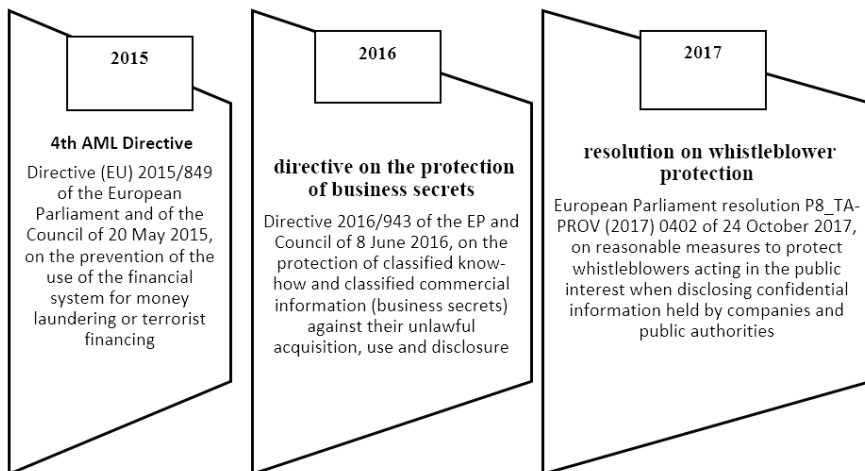 2015
4th AML Directive
Directive (EU) 2015/849
of the European
Parliament and of the
Council of 20 May 2015,
on the prevention of the
use of the financial
system for money
laundering or terrorist
financing
2016
directive on the protection
of business secrets
Directive 2016/943 of the EP and
Council of 8 June 2016, on the
protection of classified know-
how and classified commercial
information (business secrets)
against their unlawful
acquisition, use and disclosure
2017
resolution on whistleblower
protection
European Parliament resolution P8_TA-
PROV (2017) 0402 of 24 October 2017,
on reasonable measures to protect
whistleblowers acting in the public
interest when disclosing confidential
information held by companies and
public authorities